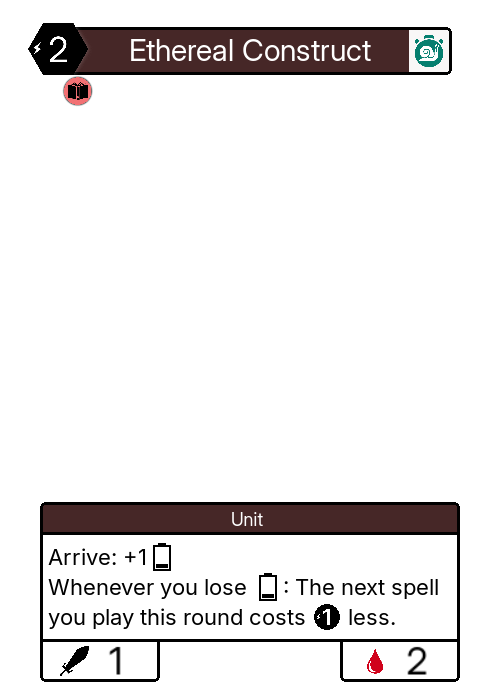 2 Ethereal Construct
Unit
Arrive: +1
Whenever you lose : The next spell
you play this round costs 1 less.
1 2